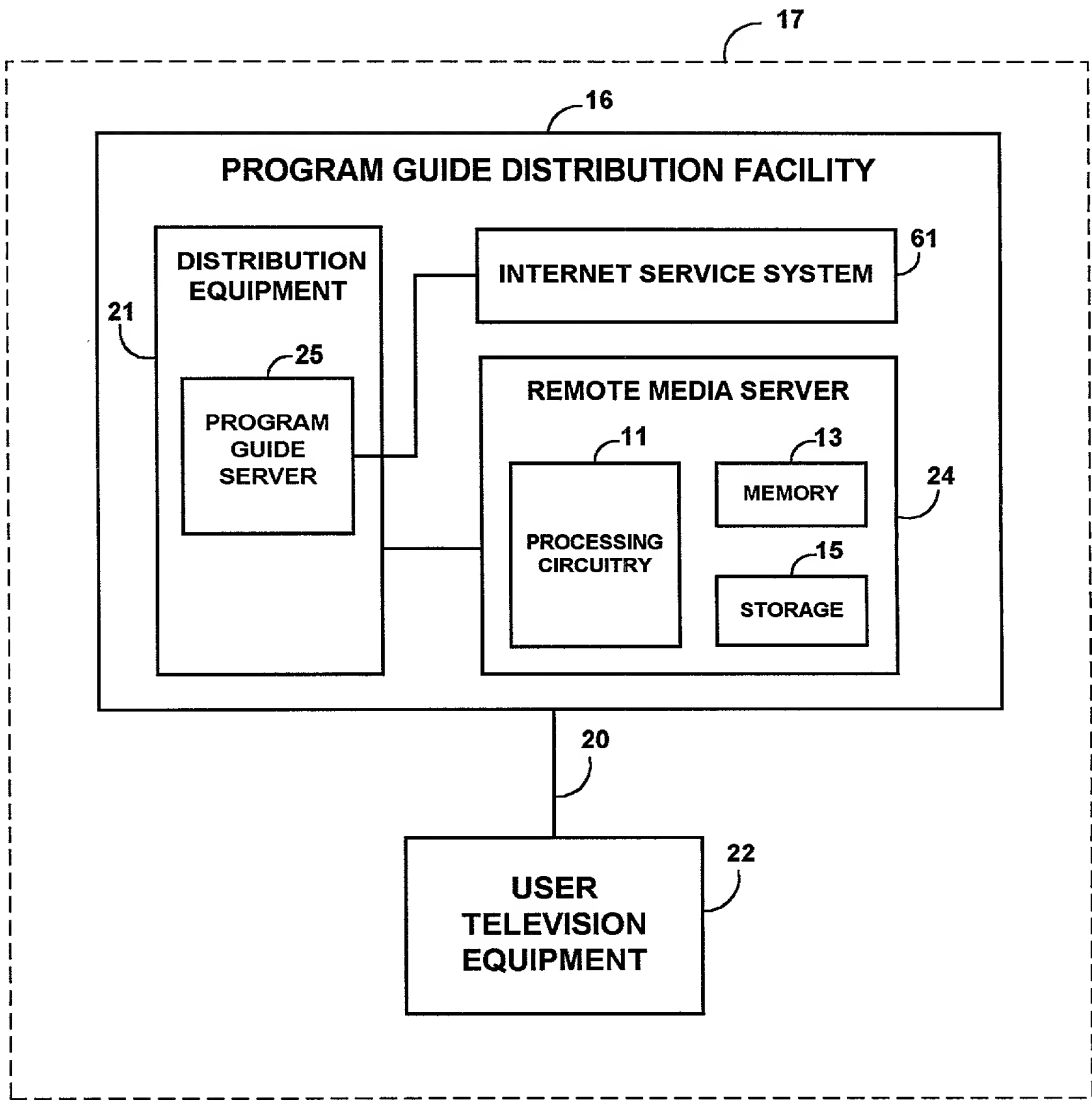 17
16
PROGRAM GUIDE DISTRIBUTION FACILITY
DISTRIBUTION
EQUIPMENT
21
25
PROGRAM
GUIDE
SERVER
INTERNET SERVICE SYSTEM
61
REMOTE MEDIA SERVER
11
PROCESSING
CIRCUITRY
13
MEMORY
15
STORAGE
24
20
USER
TELEVISION
EQUIPMENT
22